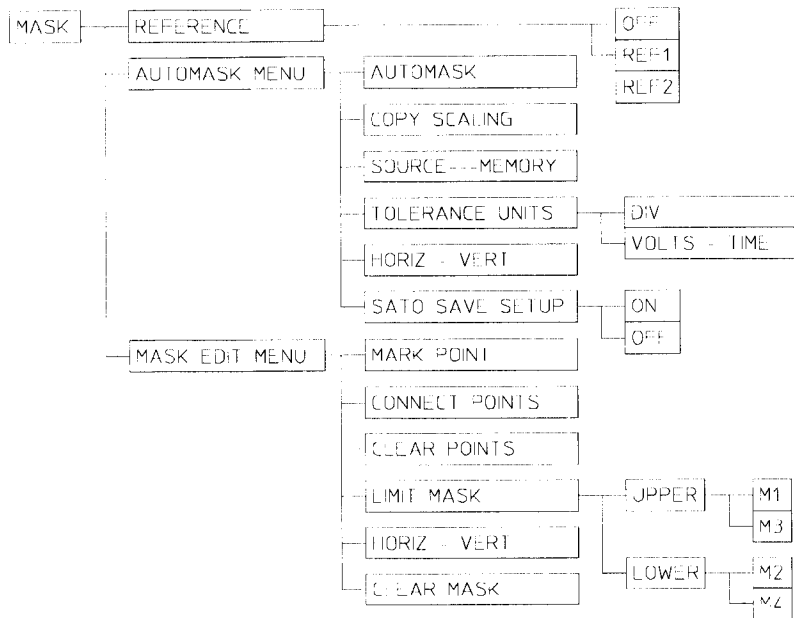 MASK REFERENCE OFF
REF1
AUTOMASK MENU AUTOMASK REF2
COPY SCALING
SOURCE---MEMORY
TOLERANCE UNITS DIV
VOLTS - TIME
HORIZ - VERT
SATO SAVE SETUP ON
OFF
MASK EDIT MENU MARK POINT
CONNECT POINTS
CLEAR POINTS
LIMIT MASK UPPER M1
M3
HORIZ - VERT
LOWER M2
CLEAR MASK M4